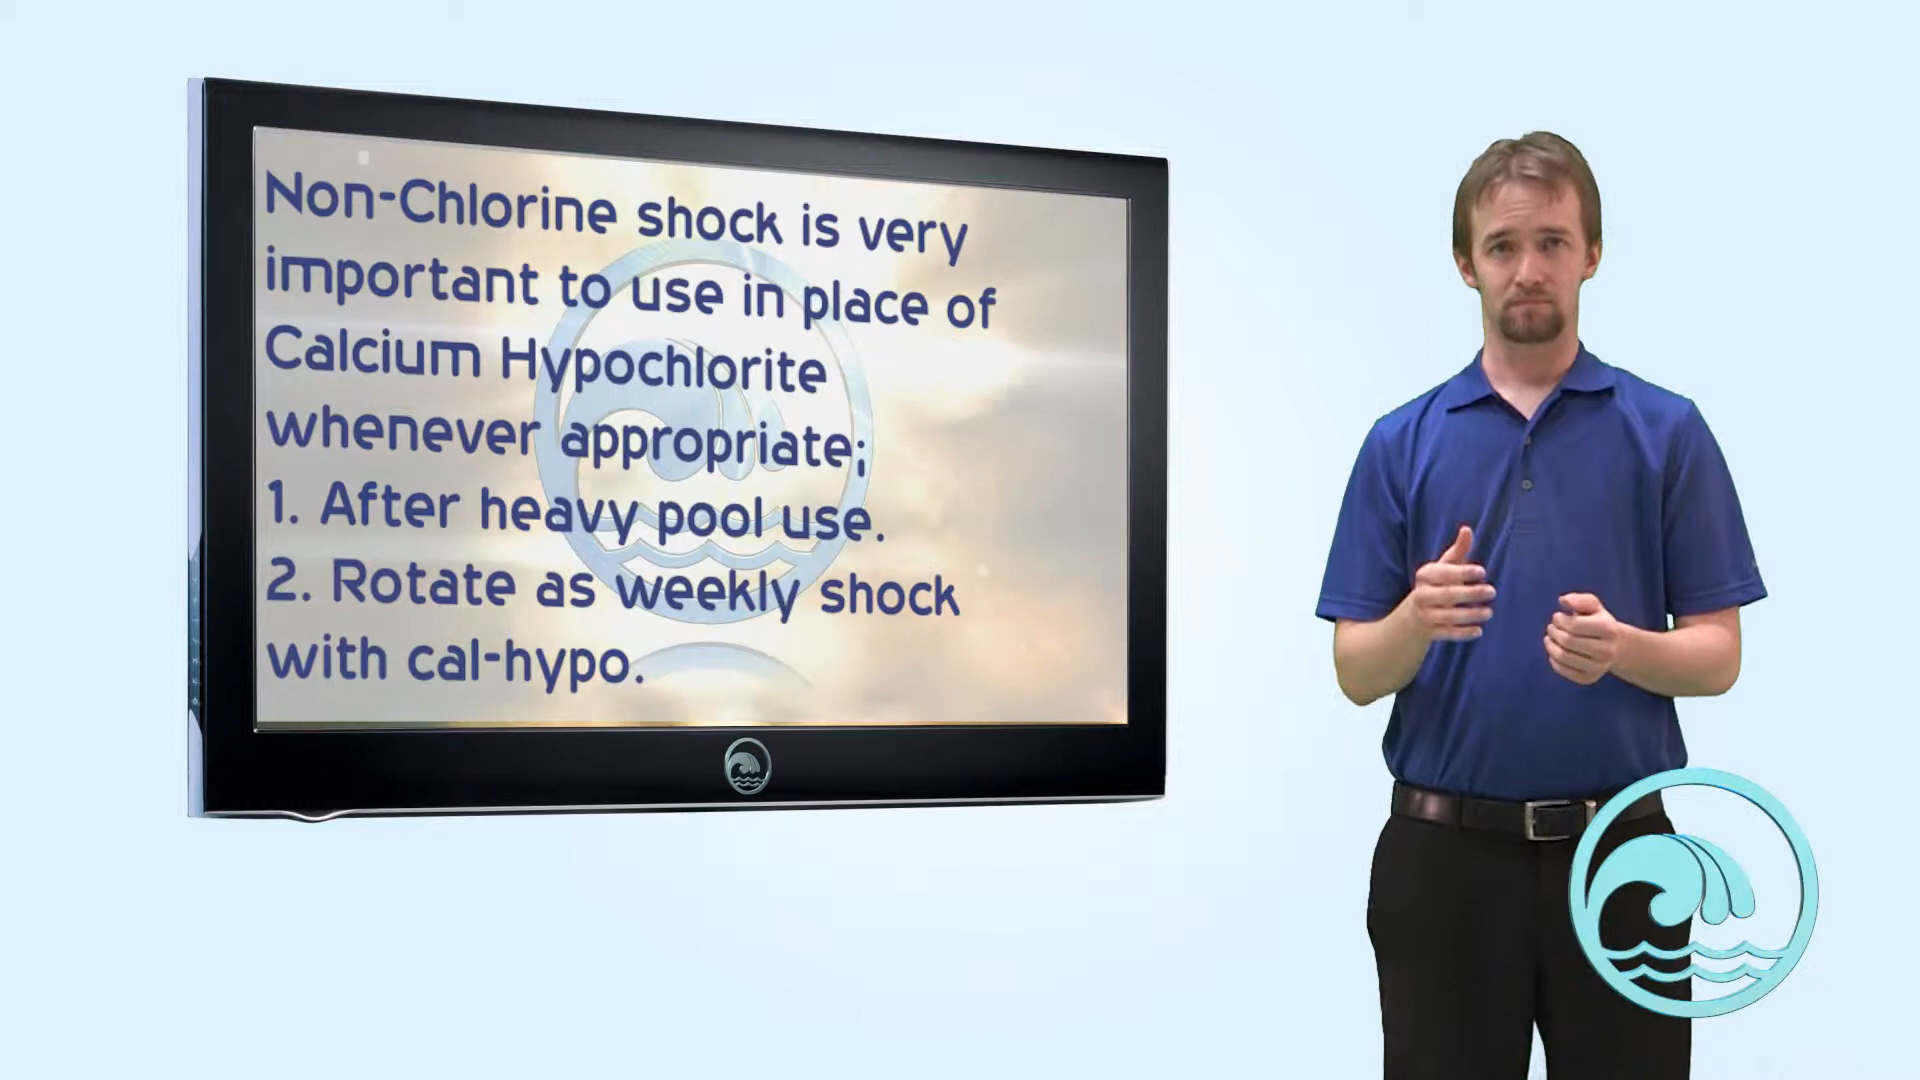 Non-Chlorine shock is very
important to use in place of
Calcium Hypochlorite
whenever appropriate;
1. After heavy pool use.
2. Rotate as weekly shock
with cal-hypo.